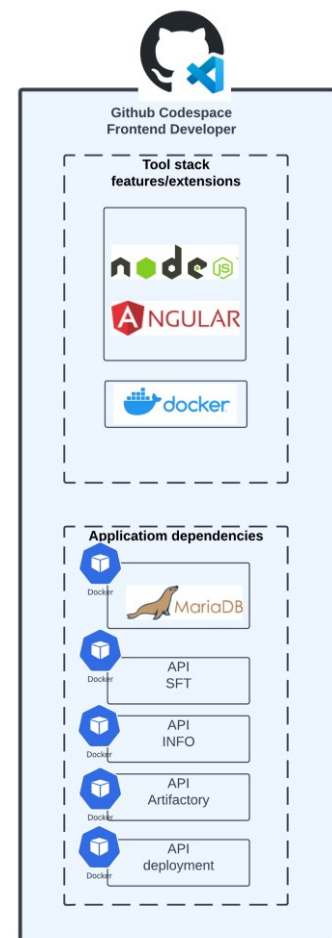 Github Codespace
Frontend Developer
Tool stack
features/extensions
node JS
ANGULAR
docker
Applicatiom dependencies
Docker
MariaDB
API
SFT
Docker
API
INFO
Docker
API
Artifactory
Docker
API
deployment
Docker